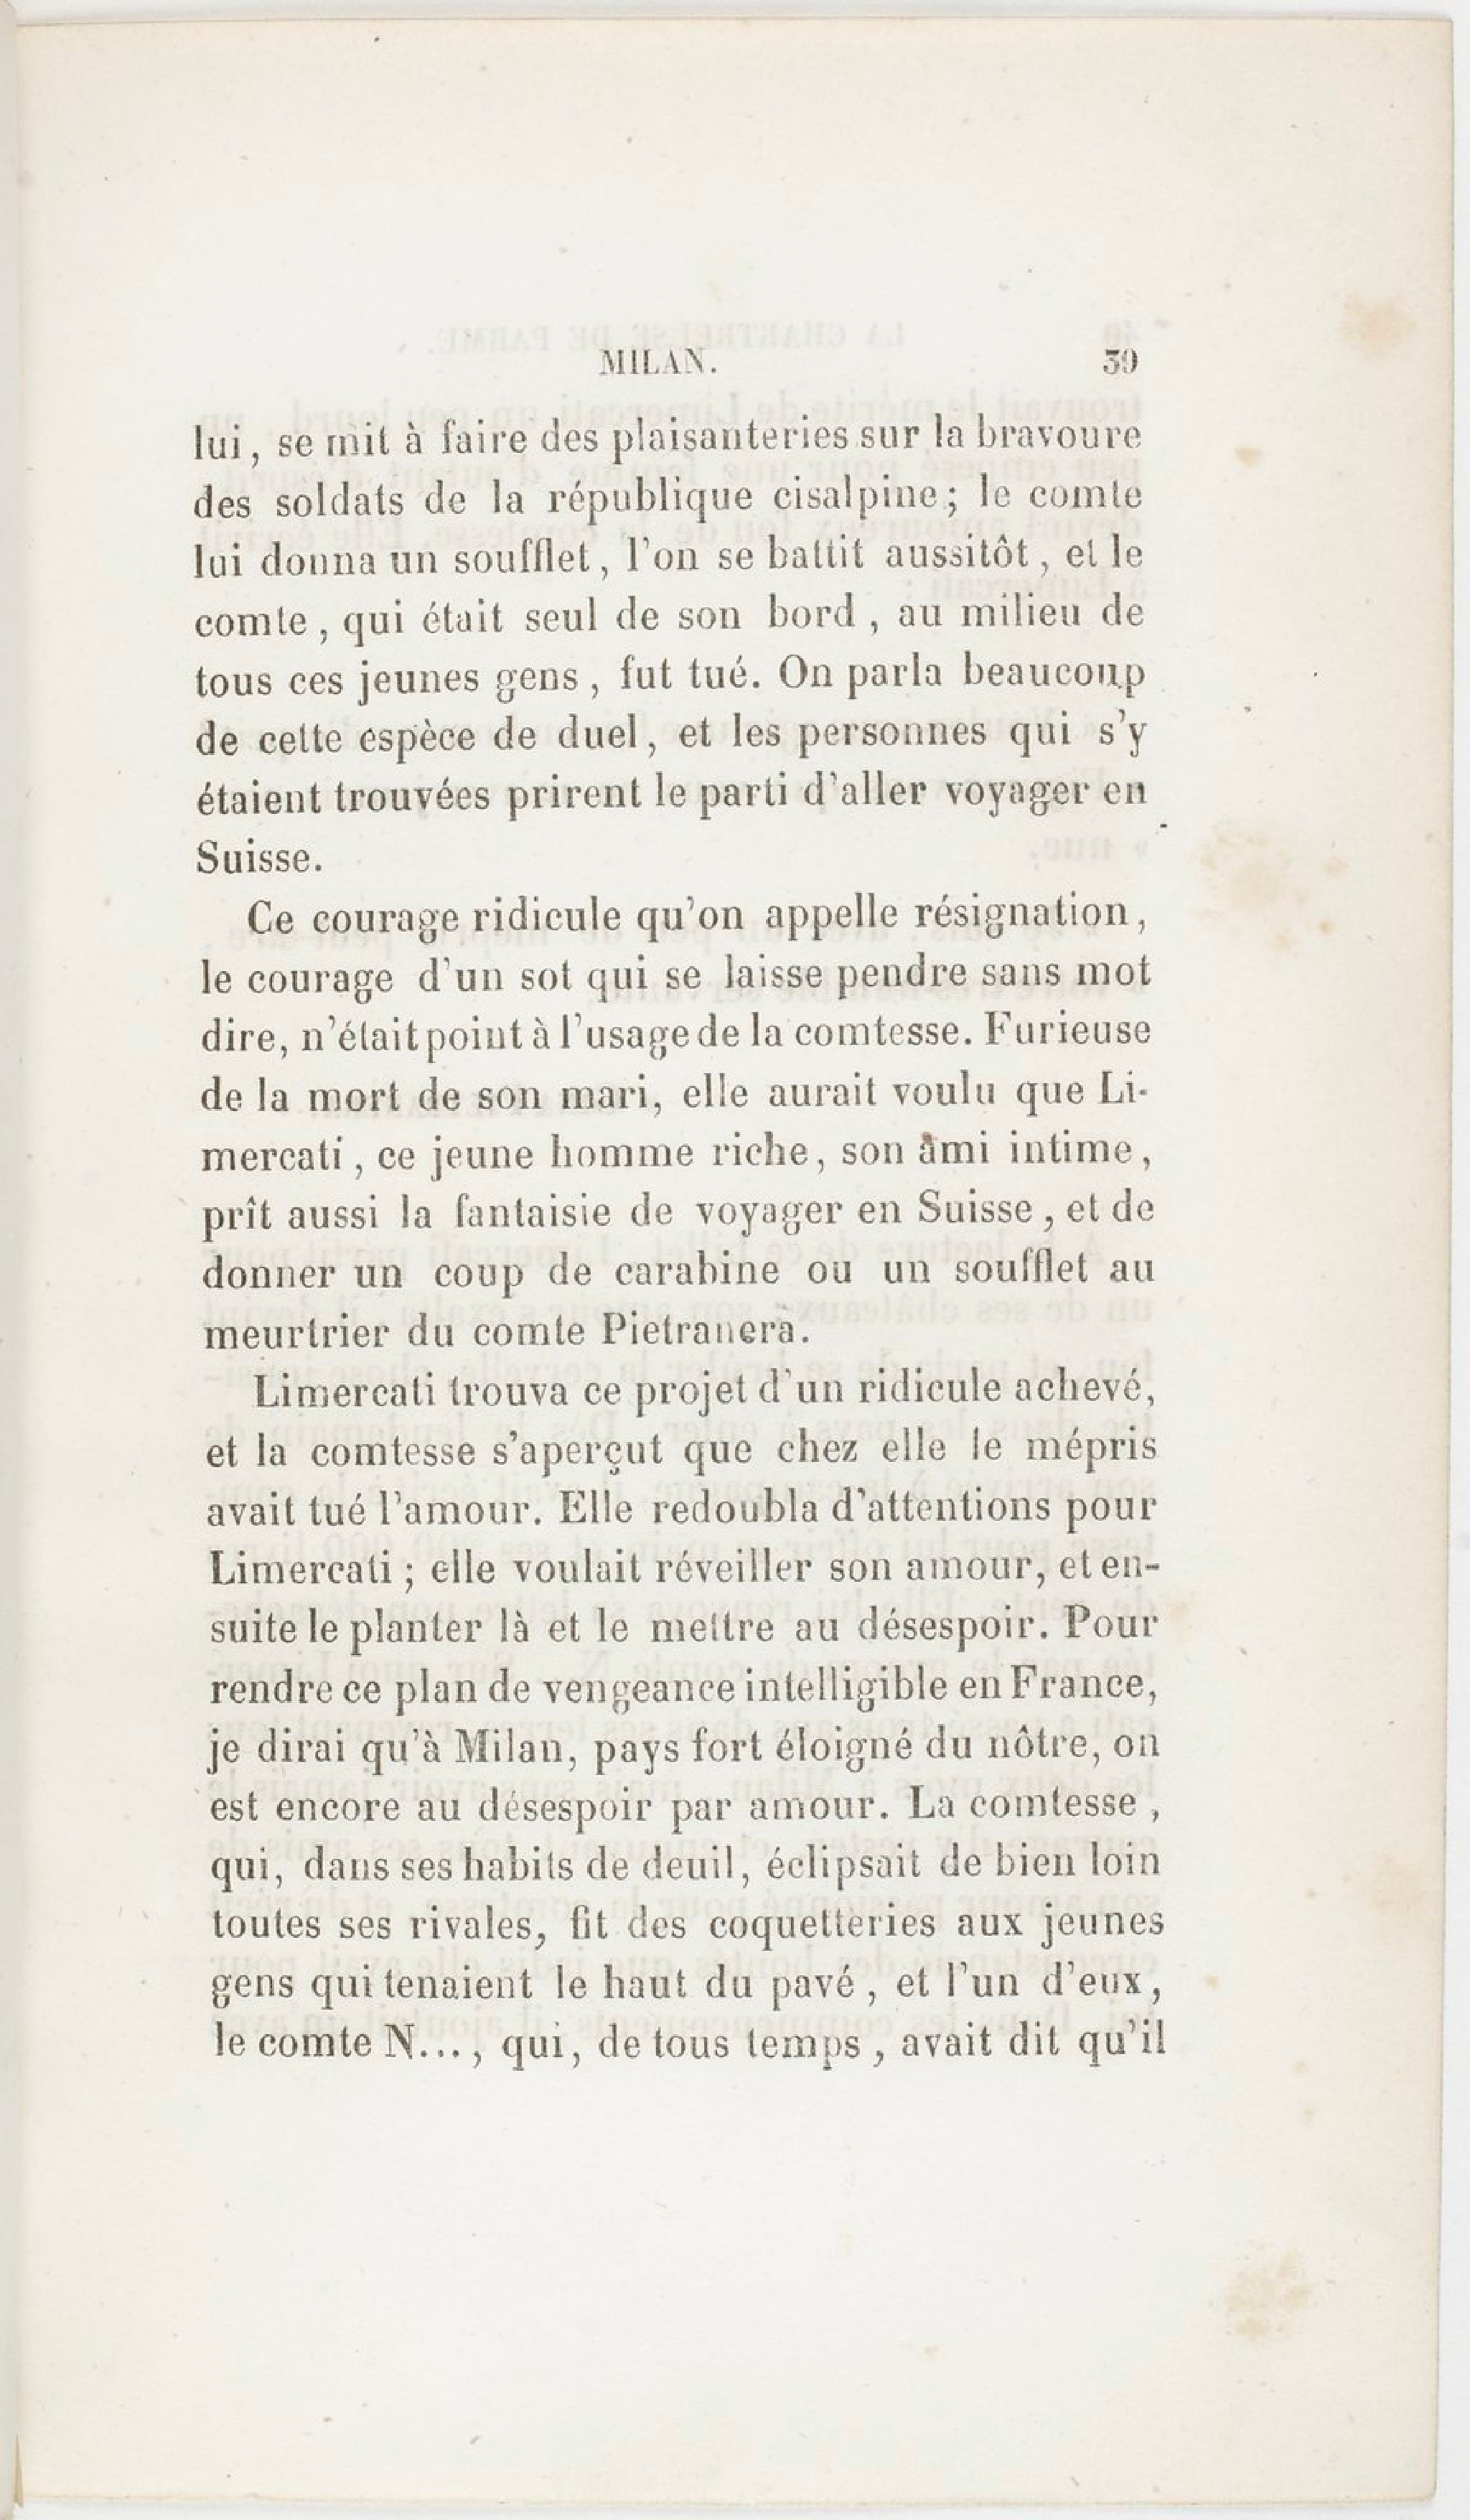 MILAN. 39
lui, se mit à faire des plaisanteries sur la bravoure
des soldats de la république cisalpine; le comte
lui donna un soufflet, l'on se battit aussitôt, et le
comte, qui était seul de son bord, au milieu de
tous ces jeunes gens, fut tué. On parla beaucoup
de cette espèce de duel, et les personnes qui s'y
étaient trouvées prirent le parti d'aller voyager en
Suisse.
Ce courage ridicule qu'on appelle résignation,
le courage d'un sot qui se laisse pendre sans mot
dire, n'était point à l'usage de la comtesse. Furieuse
de la mort de son mari, elle aurait voulu que Li-
mercati, ce jeune homme riche, son ami intime,
prît aussi la fantaisie de voyager en Suisse, et de
donner un coup de carabine ou un soufflet au
meurtrier du comte Pietranera.
Limercati trouva ce projet d'un ridicule achevé,
et la comtesse s'aperçut que chez elle le mépris
avait tué l'amour. Elle redoubla d'attentions pour
Limercati; elle voulait réveiller son amour, et en-
suite le planter là et le mettre au désespoir. Pour
rendre ce plan de vengeance intelligible en France,
je dirai qu'à Milan, pays fort éloigné du nôtre, on
est encore au désespoir par amour. La comtesse,
qui, dans ses habits de deuil, éclipsait de bien loin
toutes ses rivales, fit des coquetteries aux jeunes
gens qui tenaient le haut du pavé, et l'un d'eux,
le comte N..., qui, de tous temps, avait dit qu'il